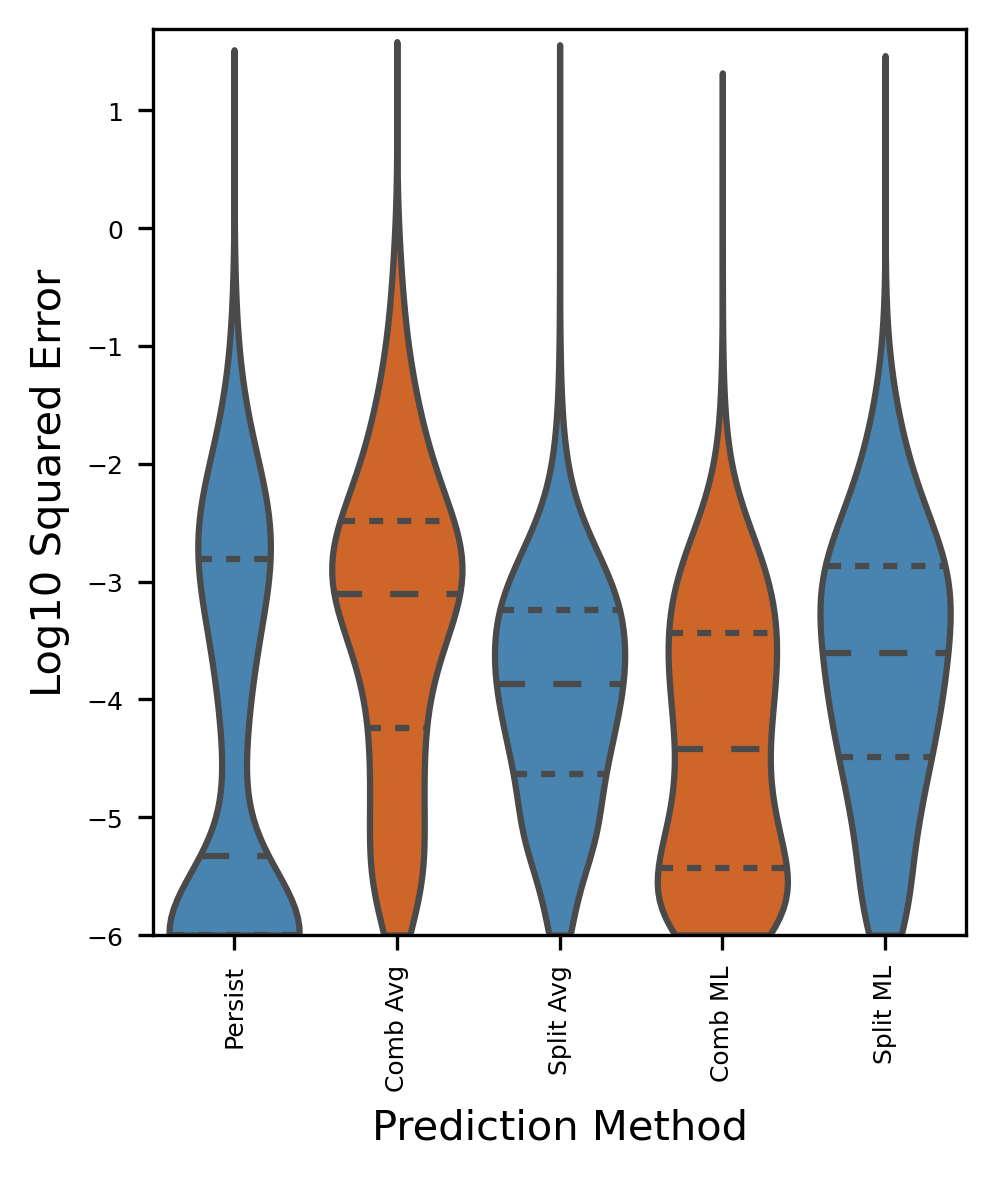 Log10 Squared Error
1
0
−1
−2
−3
−4
−5
−6
Persist
Comb Avg
Split Avg
Comb ML
Split ML
Prediction Method